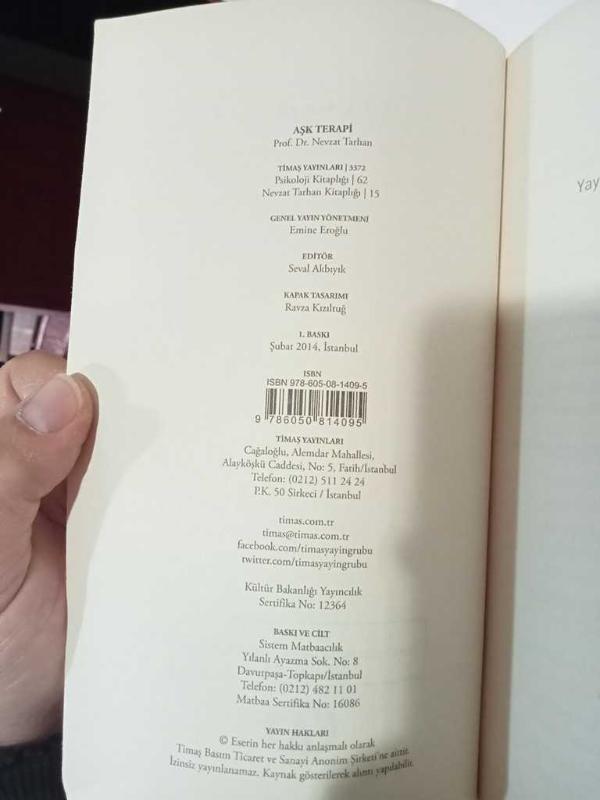 AŞK TERAPİ
Prof. Dr. Nevzat Tarhan
TİMAŞ YAYINLARI | 3372
Psikoloji Kitaplığı | 62
Nevzat Tarhan Kitaplığı | 15
GENEL YAYIN YÖNETMENİ
Emine Eroğlu
EDİTÖR
Seval Akbıyık
KAPAK TASARIMI
Ravza Kızıltuğ
1. BASKI
Şubat 2014, İstanbul
ISBN
ISBN 978-605-08-1409-5
9 786050 814095
TİMAŞ YAYINLARI
Cağaloğlu, Alemdar Mahallesi,
Alayköşkü Caddesi, No: 5, Fatih/İstanbul
Telefon: (0212) 511 24 24
P.K. 50 Sirkeci / İstanbul
timas.com.tr
timas@timas.com.tr
facebook.com/timasyayingrubu
twitter.com/timasyayingrubu
Kültür Bakanlığı Yayıncılık
Sertifika No: 12364
BASKI VE CİLT
Sistem Matbaacılık
Yılanlı Ayazma Sok. No: 8
Davutpaşa-Topkapı/İstanbul
Telefon: (0212) 482 11 01
Matbaa Sertifika No: 16086
YAYIN HAKLARI
© Eserin her hakkı anlaşmalı olarak
Timaş Basım Ticaret ve Sanayi Anonim Şirketi'ne aittir.
İzinsiz yayınlanamaz. Kaynak gösterilerek alıntı yapılabilir.
yay